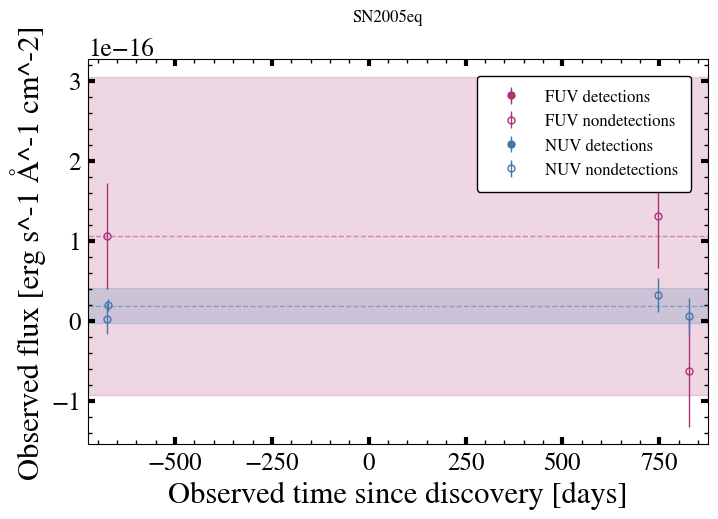 SN2005eq
1e−16
FUV detections
FUV nondetections
NUV detections
NUV nondetections
3
2
1
0
−1
Observed flux [erg s^-1 Å^-1 cm^-2]
−500 −250 0 250 500 750
Observed time since discovery [days]